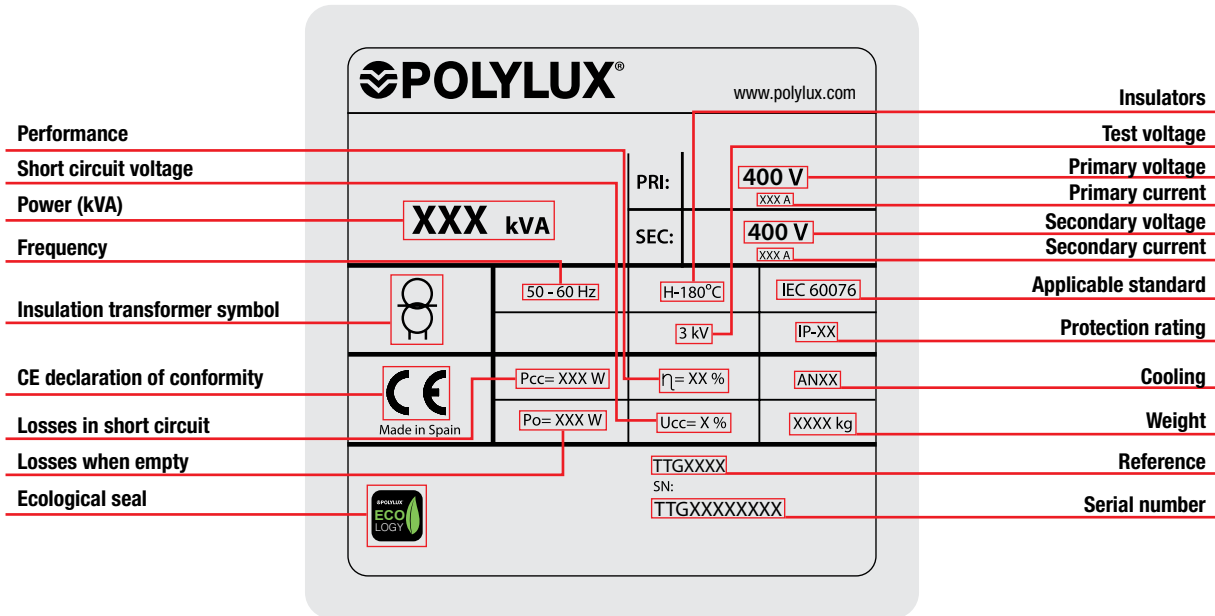 POLYLUX®
www.polylux.com
Performance
Short circuit voltage
Power (kVA)
Frequency
Insulation transformer symbol
CE declaration of conformity
Losses in short circuit
Losses when empty
Ecological seal
XXX kVA
PRI:
400 V
XXX A
SEC:
400 V
XXX A
50 - 60 Hz
H-180°C
IEC 60076
3 kV
IP-XX
CE
Made in Spain
Pcc= XXX W
η= XX %
ANXX
Po= XXX W
Ucc= X %
XXXX kg
POLYLUX
ECO
LOGY
TTGXXXX
SN:
TTGXXXXXXXX
Insulators
Test voltage
Primary voltage
Primary current
Secondary voltage
Secondary current
Applicable standard
Protection rating
Cooling
Weight
Reference
Serial number